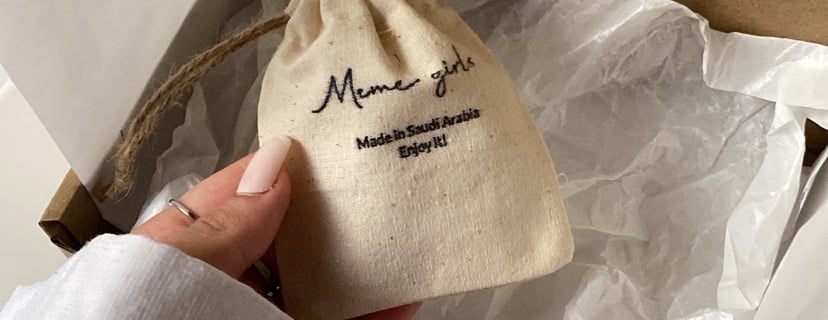 Meme girls
Made in Saudi Arabia
Enjoy It!